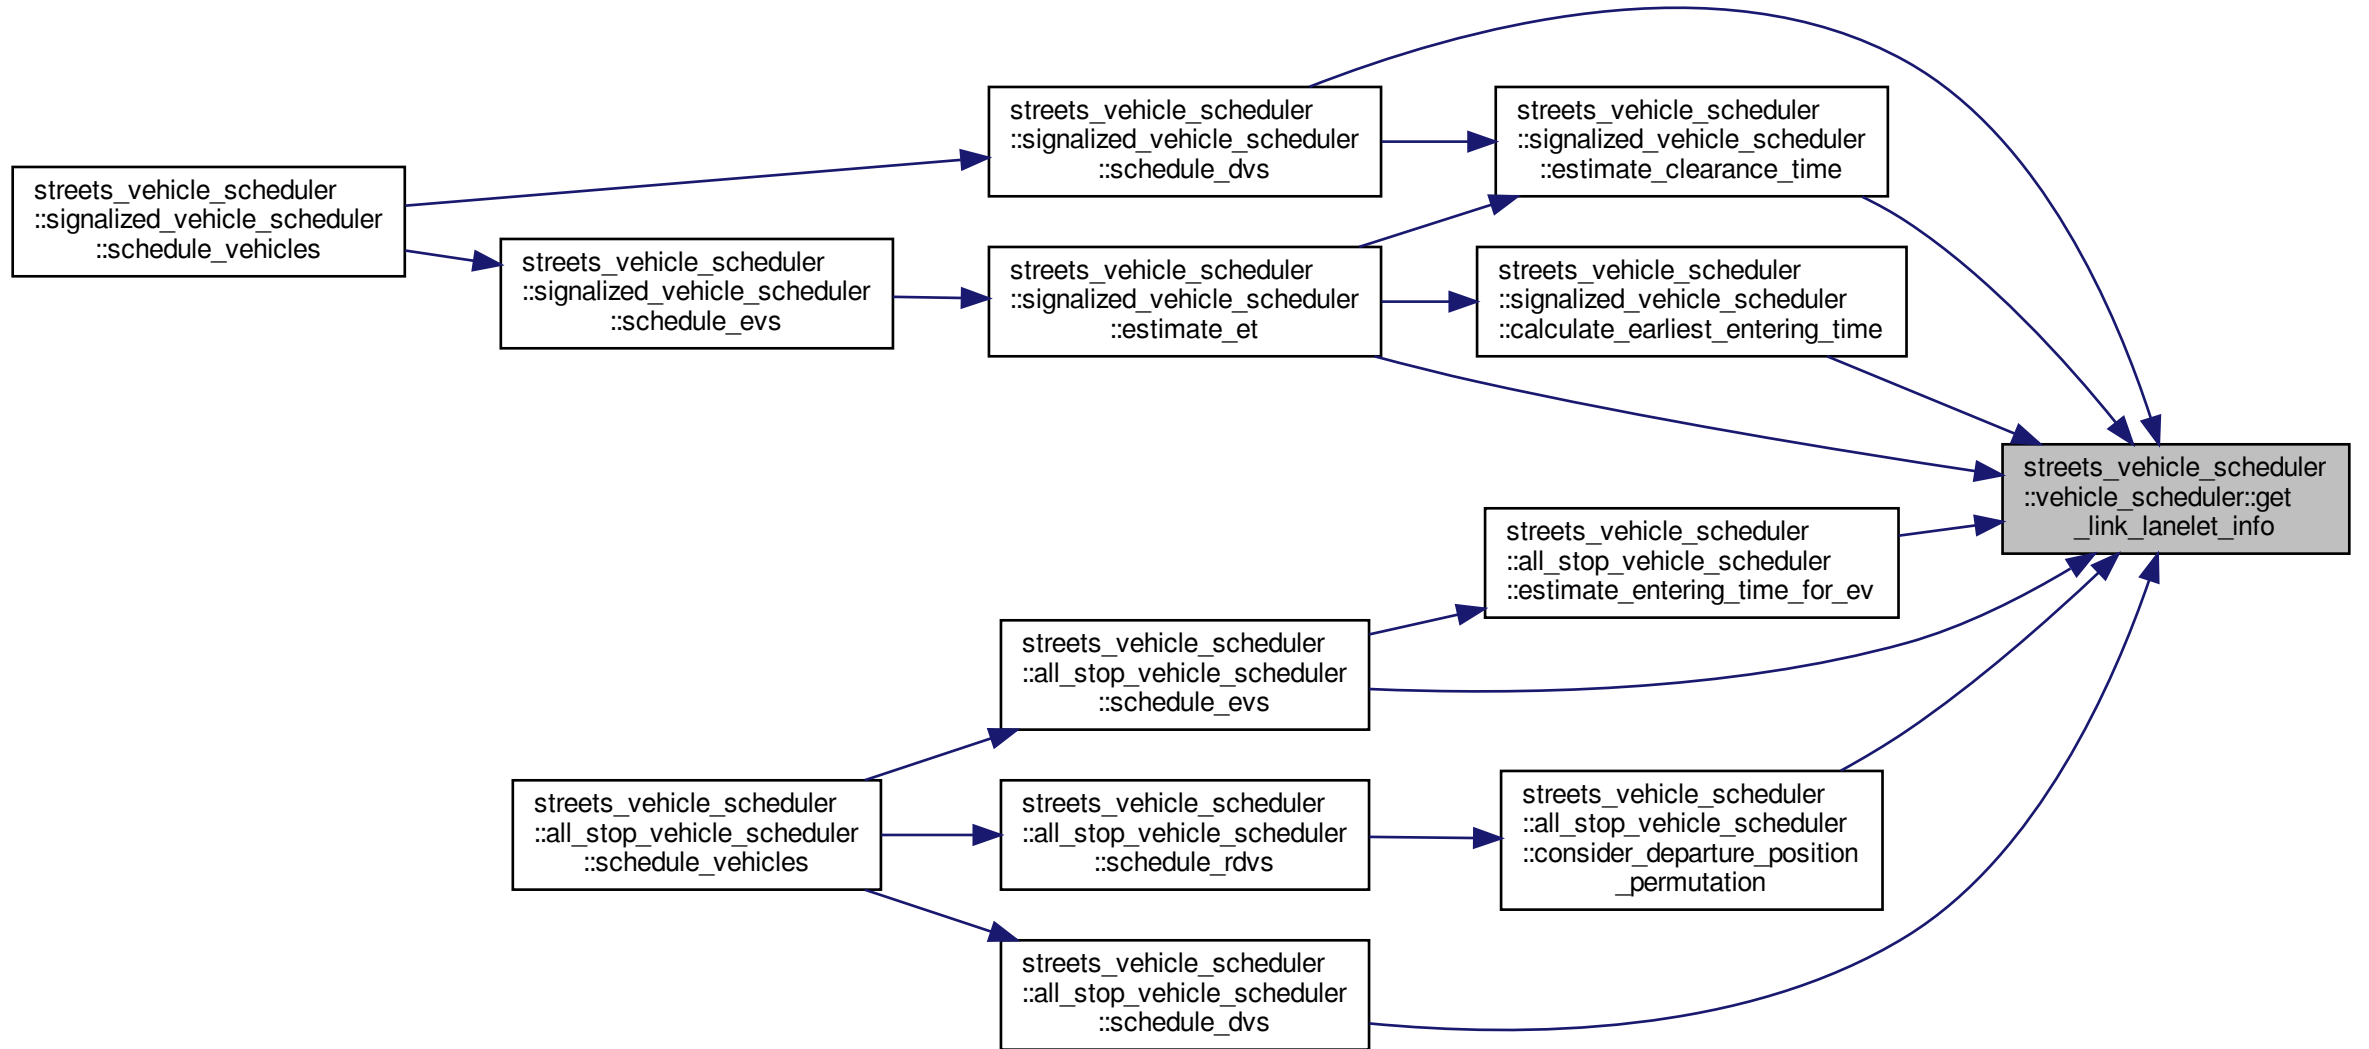 streets_vehicle_scheduler
::signalized_vehicle_scheduler
::schedule_vehicles
streets_vehicle_scheduler
::signalized_vehicle_scheduler
::schedule_evs
streets_vehicle_scheduler
::signalized_vehicle_scheduler
::schedule_dvs
streets_vehicle_scheduler
::signalized_vehicle_scheduler
::estimate_et
streets_vehicle_scheduler
::signalized_vehicle_scheduler
::estimate_clearance_time
streets_vehicle_scheduler
::signalized_vehicle_scheduler
::calculate_earliest_entering_time
streets_vehicle_scheduler
::vehicle_scheduler::get
_link_lanelet_info
streets_vehicle_scheduler
::all_stop_vehicle_scheduler
::estimate_entering_time_for_ev
streets_vehicle_scheduler
::all_stop_vehicle_scheduler
::schedule_evs
streets_vehicle_scheduler
::all_stop_vehicle_scheduler
::schedule_vehicles
streets_vehicle_scheduler
::all_stop_vehicle_scheduler
::schedule_rdvs
streets_vehicle_scheduler
::all_stop_vehicle_scheduler
::consider_departure_position
_permutation
streets_vehicle_scheduler
::all_stop_vehicle_scheduler
::schedule_dvs